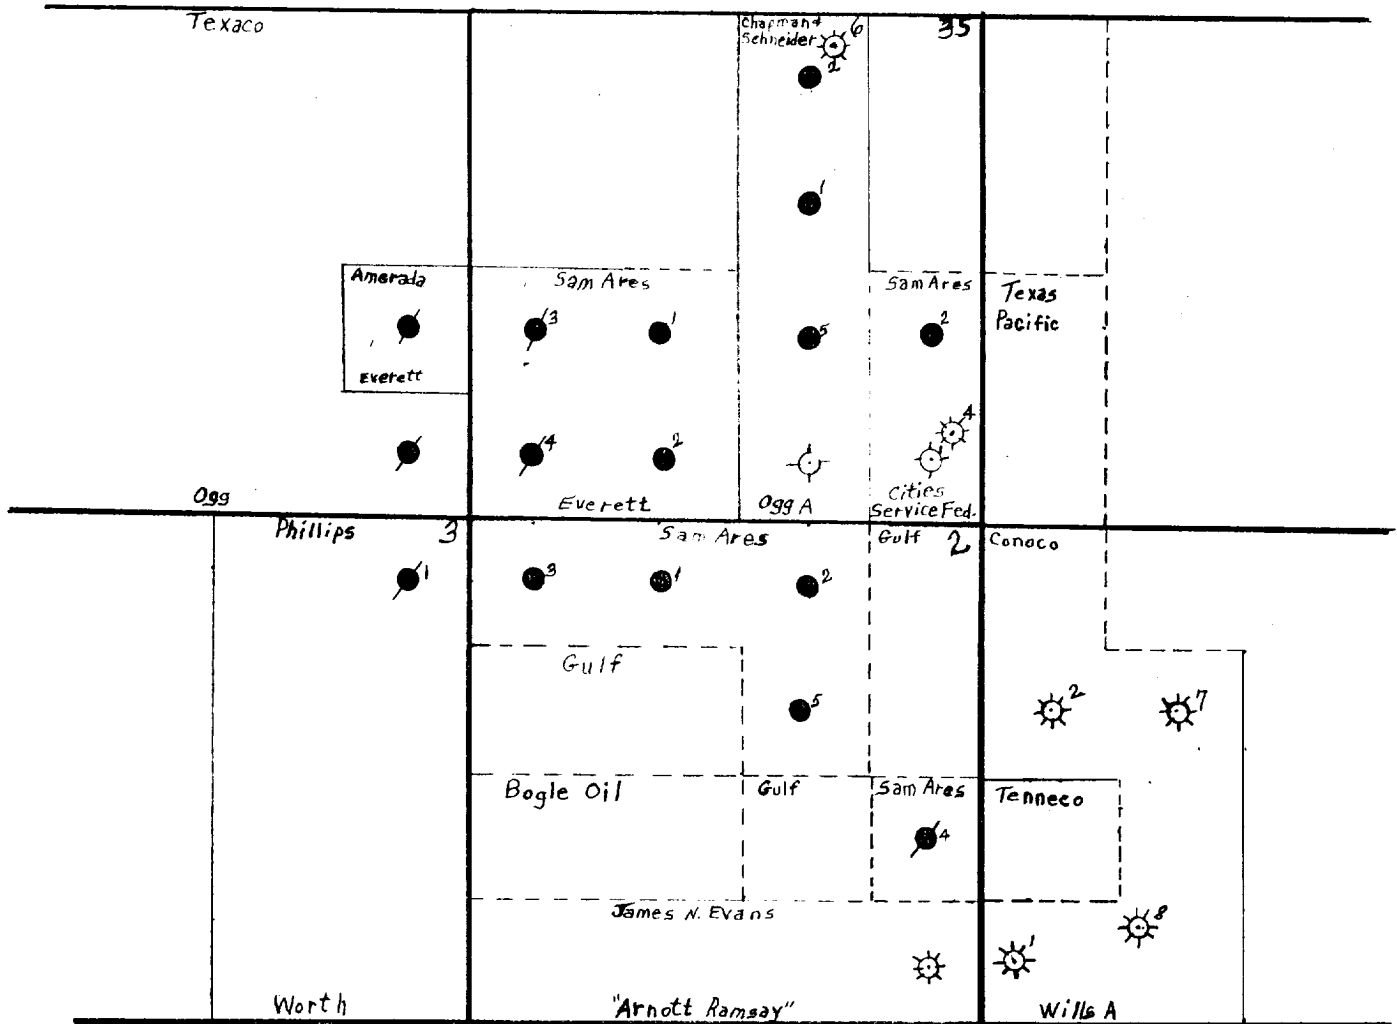 Texaco
Chapman &
Schneider
6
35
2
1
Amerada
Everett
Sam Ares
3
1
5
Sam Ares
2
Texas
Pacific
4
4
2
Ogg
Everett
Ogg A
Cities
Service Fed.
Phillips
3
Sam Ares
Gulf
2
Conoco
1
3
1
2
Gulf
5
2
7
Bogle Oil
Gulf
Sam Ares
Tenneco
4
James N. Evans
8
1
Worth
"Arnott Ramsay"
Wills A